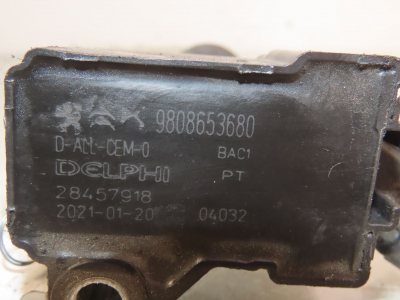 9808653680
D-ALL-CEM-0 BAC1
DELPHI PT
28457918
2021-01-20 04032